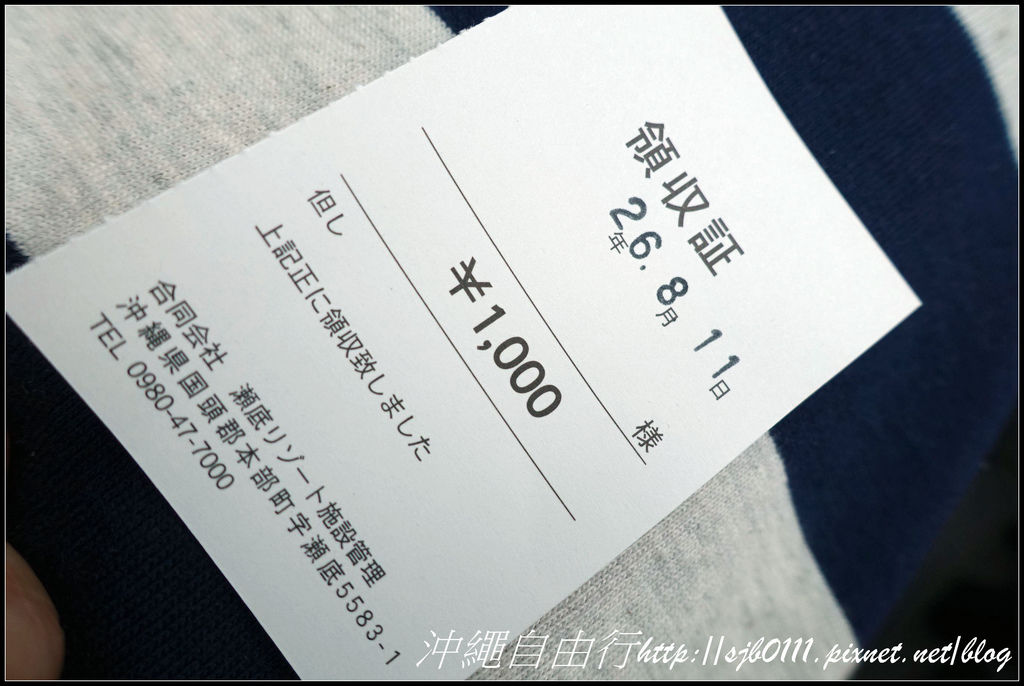 領収証
26年8月11日
様
￥1,000
但し
上記正に領収致しました
合同会社 瀬底リゾート施設管理
沖縄県国頭郡本部町字瀬底5583-1
TEL 0980-47-7000
沖繩自由行http://sjb0111.pixnet.net/blog